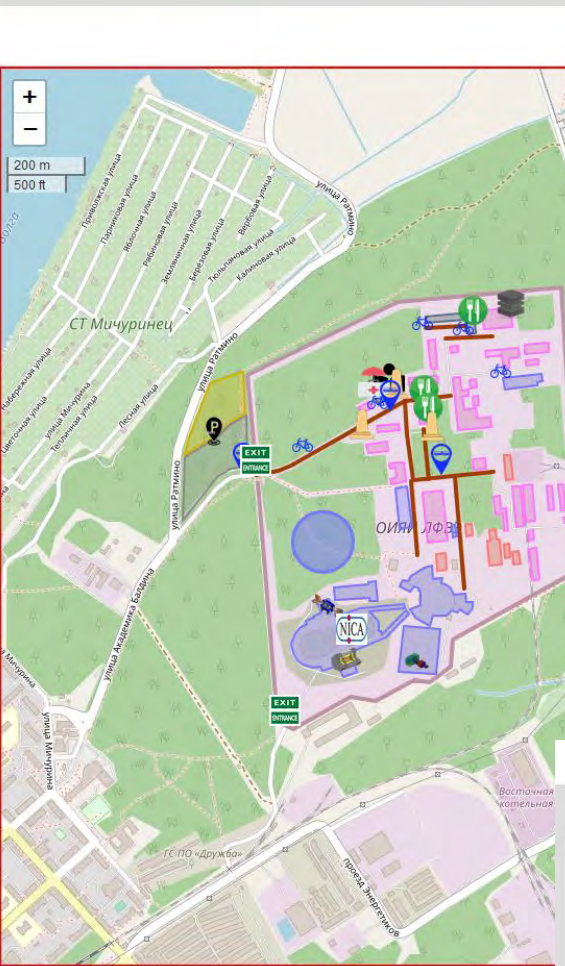 +
−
200 m
500 ft
Волга
Приволжская улица
Парниковая улица
Яблочная улица
Рябиновая улица
Земляничная улица
Берёзовая улица
Вербовая улица
Тюльпановая улица
Калиновая улица
улица Ратмино
СТ Мичуринец
улица Ратмино
Набережная улица
Цветочная улица
улица Мичурина
Тепличная улица
Лесная улица
P
EXIT
ENTRANCE
улица Ратмино
ОИЯИ ЛФВЭ
NICA
улица Академика Балдина
EXIT
ENTRANCE
Мичурина
улица Мичурина
Восточная
котельная
ГС ПО «Дружба»
проезд Энергетиков